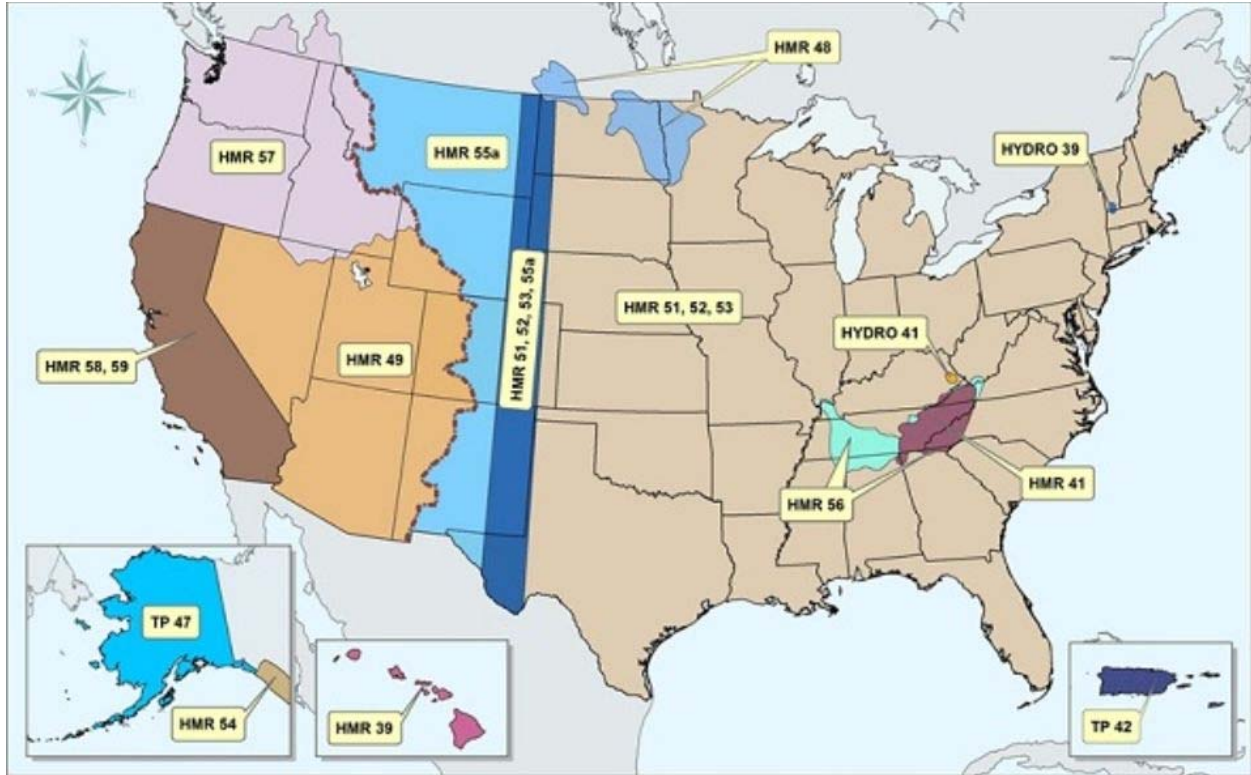 N
W
E
S
HMR 48
HMR 57
HMR 55a
HYDRO 39
HMR 51, 52, 53, 55a
HMR 51, 52, 53
HYDRO 41
HMR 58, 59
HMR 49
HMR 56
HMR 41
TP 47
HMR 54
HMR 39
TP 42